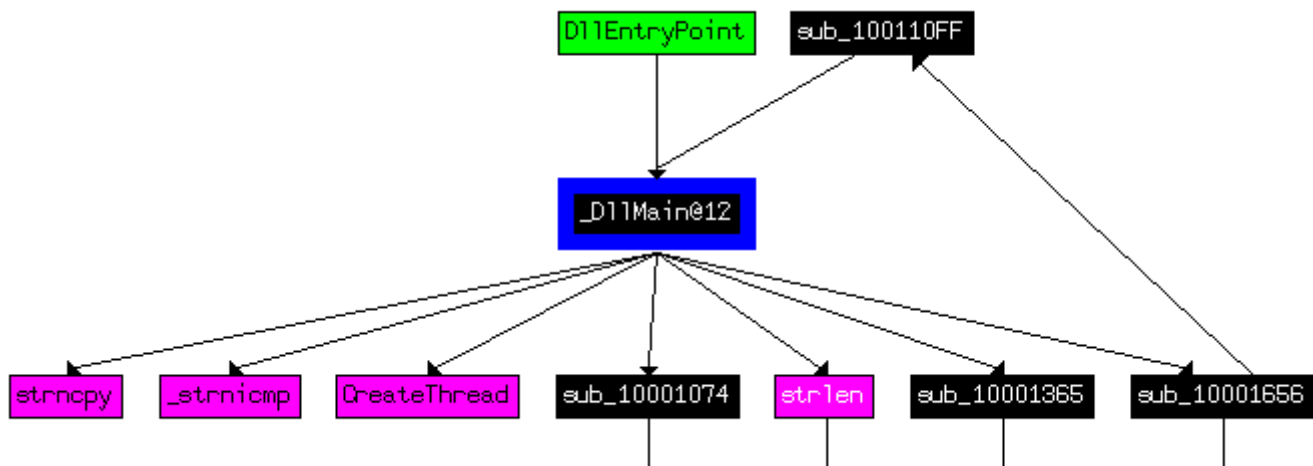 DllEntryPoint
sub_100110FF
_DllMain@12
strncpy
_strnicmp
CreateThread
sub_10001074
strlen
sub_10001365
sub_10001656